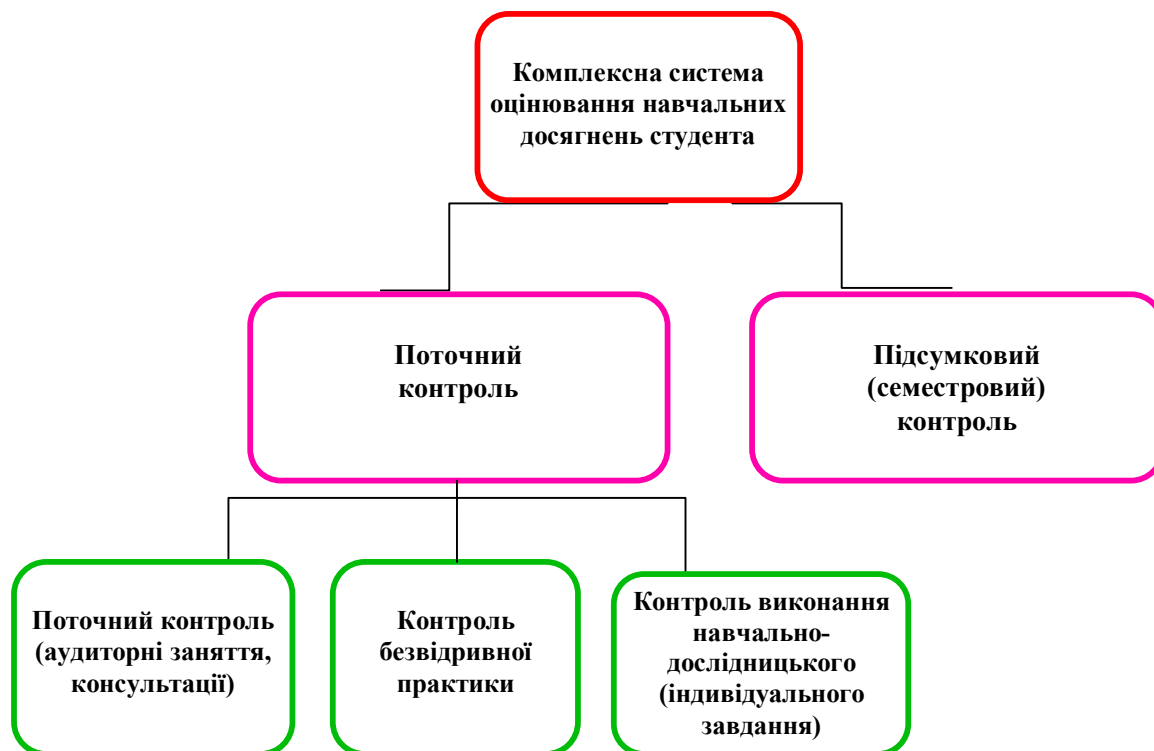 Комплексна система
оцінювання навчальних
досягнень студента
Поточний
контроль
Підсумковий
(семестровий)
контроль
Поточний контроль
(аудиторні заняття,
консультації)
Контроль
безвідривної
практики
Контроль виконання
навчально-
дослідницького
(індивідуального
завдання)